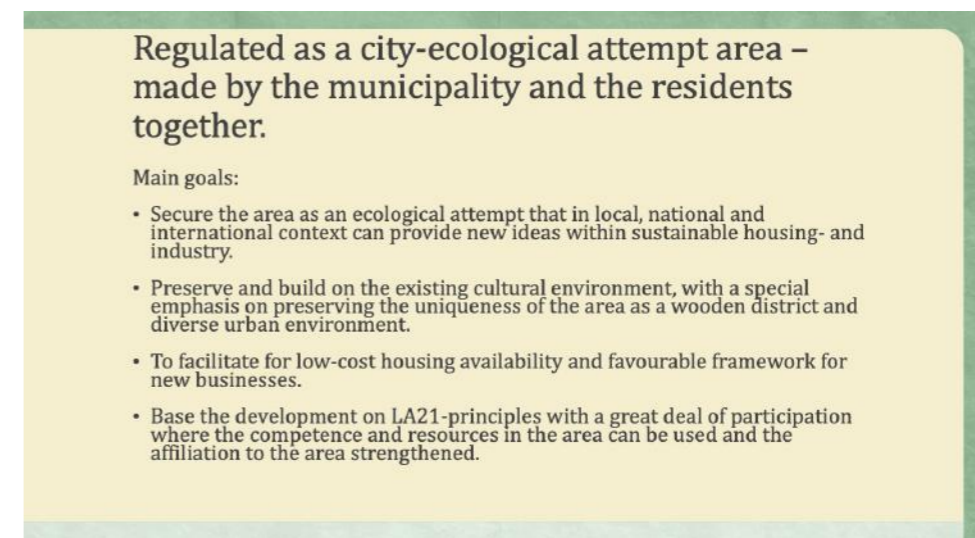 Regulated as a city-ecological attempt area –
made by the municipality and the residents
together.
Main goals:
• Secure the area as an ecological attempt that in local, national and
international context can provide new ideas within sustainable housing- and
industry.
• Preserve and build on the existing cultural environment, with a special
emphasis on preserving the uniqueness of the area as a wooden district and
diverse urban environment.
• To facilitate for low-cost housing availability and favourable framework for
new businesses.
• Base the development on LA21-principles with a great deal of participation
where the competence and resources in the area can be used and the
affiliation to the area strengthened.